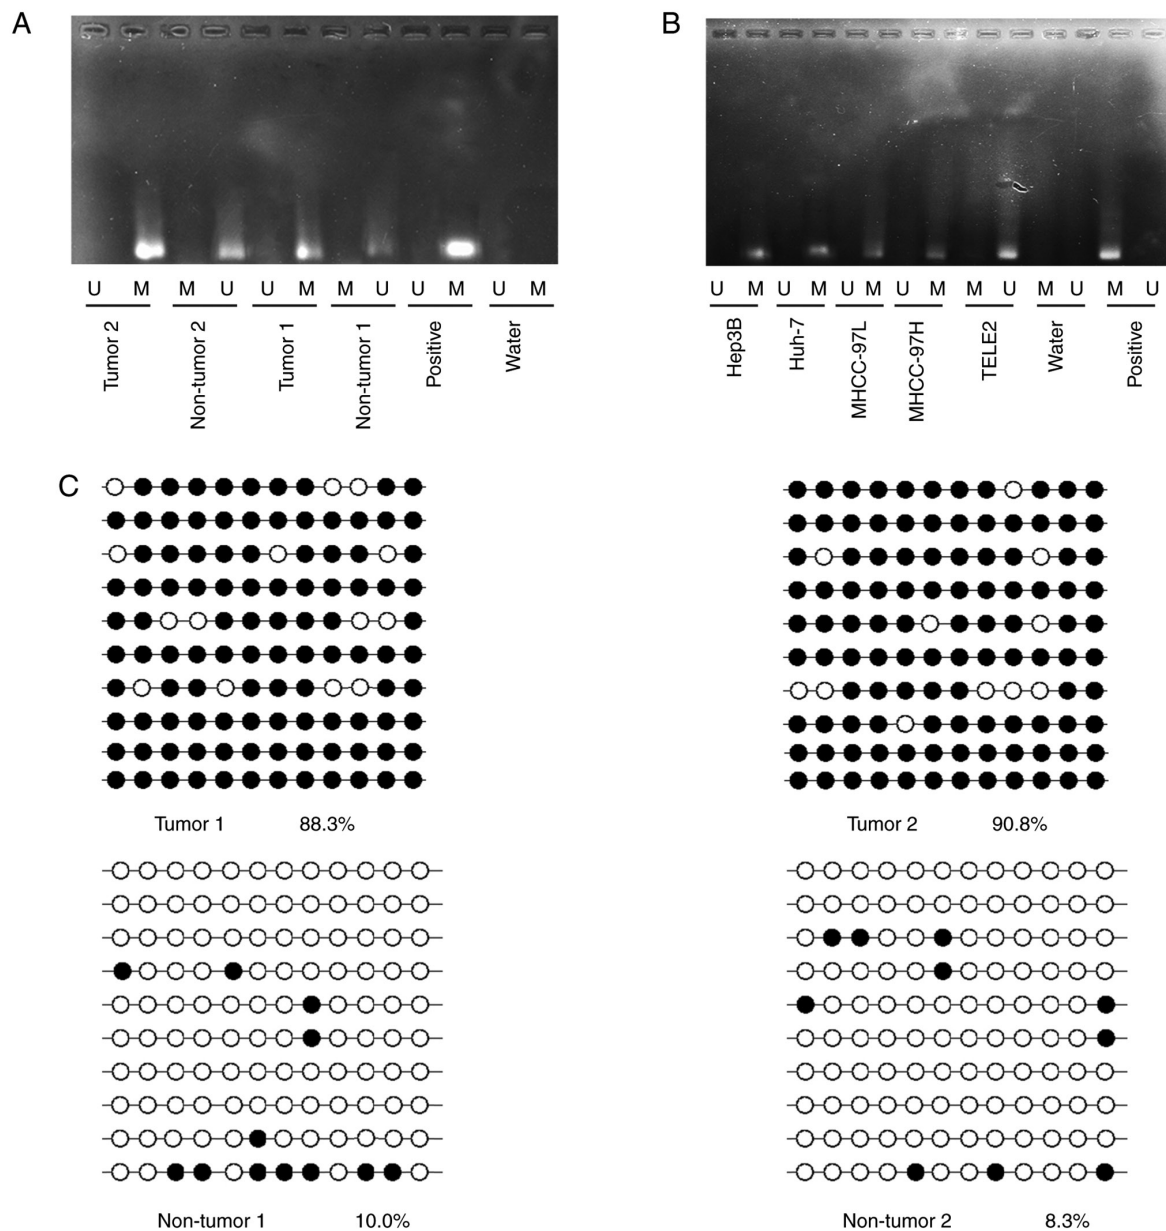 A
U M M U U M M U U M U M
Tumor 2
Non-tumor 2
Tumor 1
Non-tumor 1
Positive
Water
B
U M U M U M U M M U M U M U
Hep3B
Huh-7
MHCC-97L
MHCC-97H
TELE2
Water
Positive
C
Tumor 1 88.3%
Tumor 2 90.8%
Non-tumor 1 10.0%
Non-tumor 2 8.3%